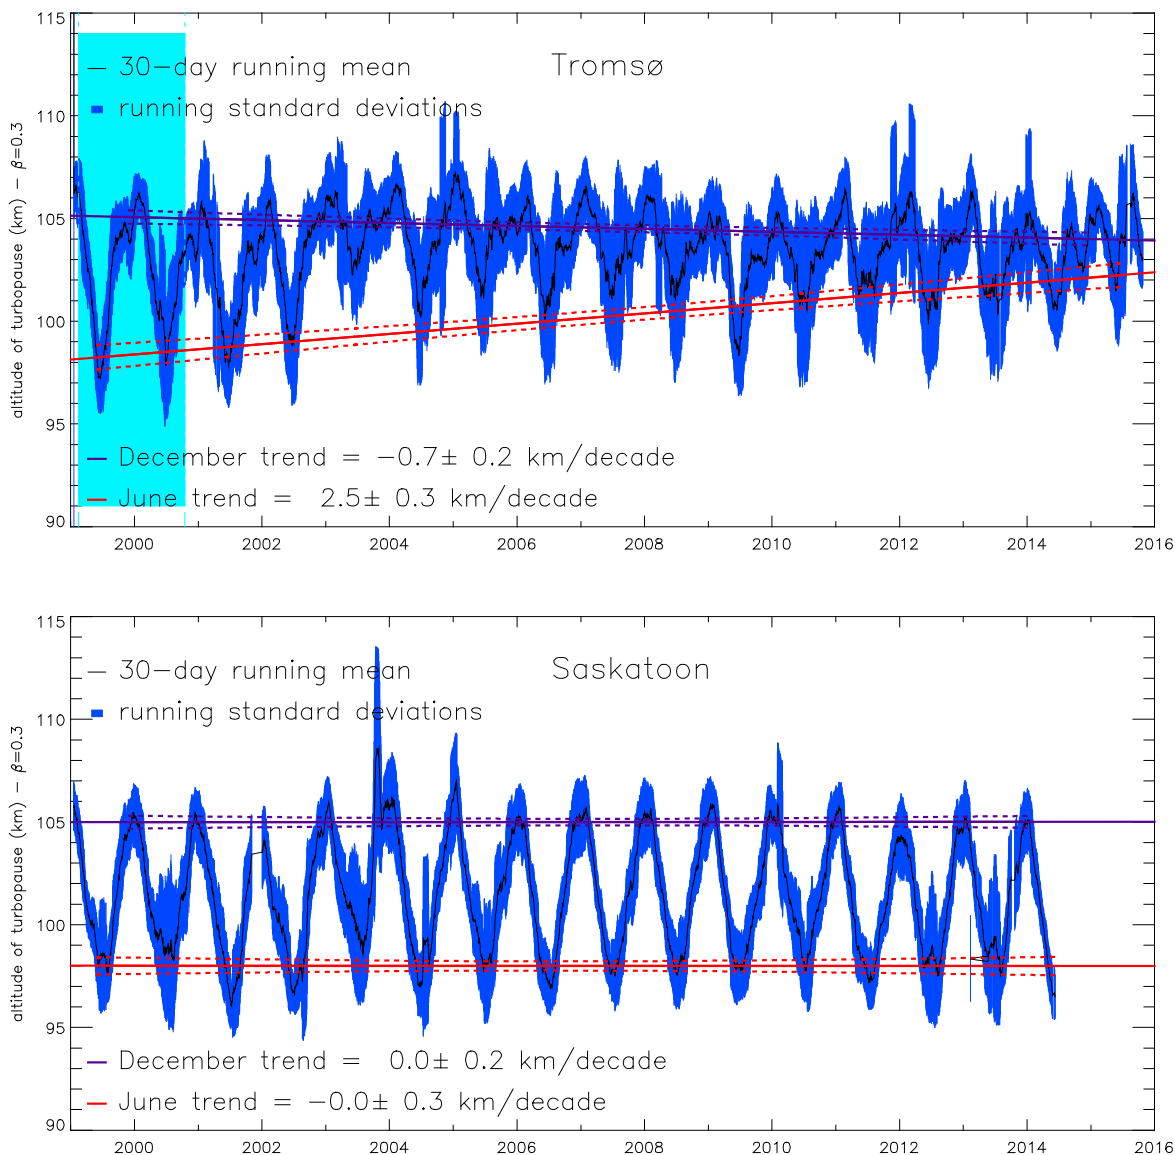 115
30-day running mean
Tromsø
110
running standard deviations
105
100
95
December trend = -0.7± 0.2 km/decade
June trend = 2.5± 0.3 km/decade
90
altitude of turbopause (km) - β=0.3
2000 2002 2004 2006 2008 2010 2012 2014 2016
115
30-day running mean
Saskatoon
110
running standard deviations
105
100
95
December trend = 0.0± 0.2 km/decade
June trend = -0.0± 0.3 km/decade
90
altitude of turbopause (km) - β=0.3
2000 2002 2004 2006 2008 2010 2012 2014 2016